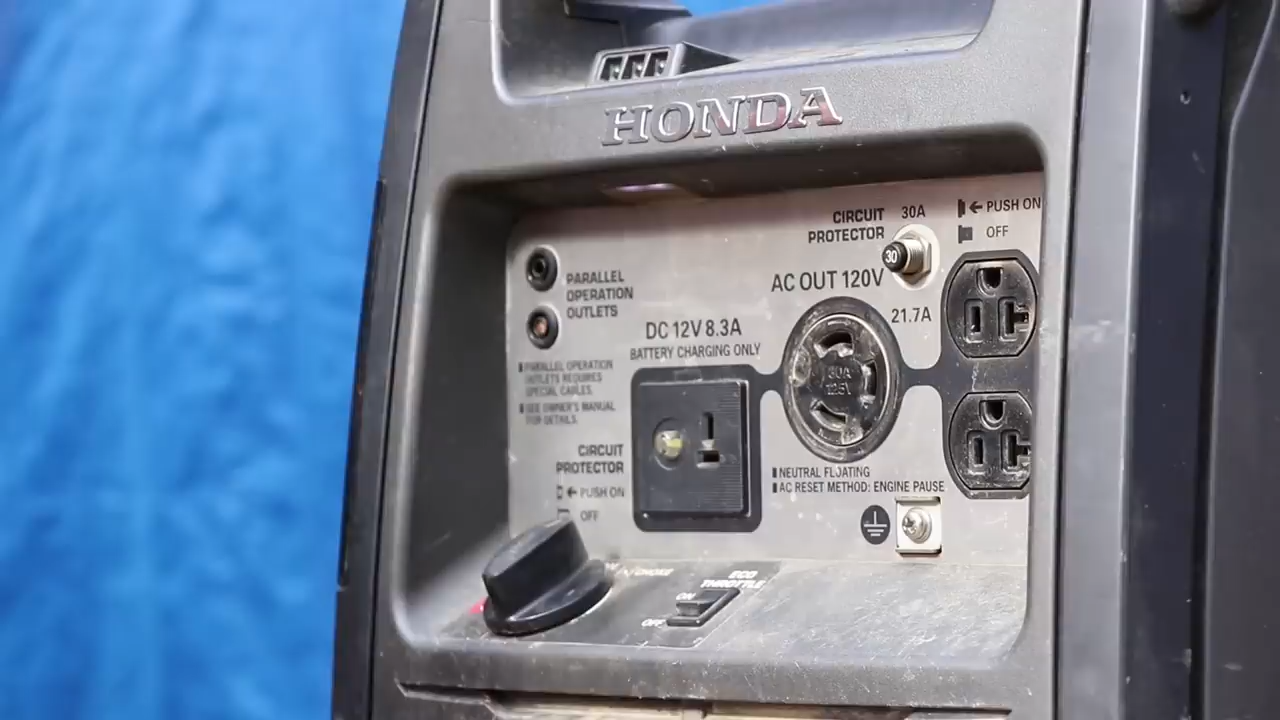 HONDA
CIRCUIT
PROTECTOR
30A
← PUSH ON
OFF
30
PARALLEL
OPERATION
OUTLETS
AC OUT 120V
21.7A
DC 12V 8.3A
BATTERY CHARGING ONLY
30A
125V
PARALLEL OPERATION
OUTLETS REQUIRES
SPECIAL CABLES.
SEE OWNER'S MANUAL
FOR DETAILS.
CIRCUIT
PROTECTOR
← PUSH ON
OFF
NEUTRAL FLOATING
AC RESET METHOD: ENGINE PAUSE
CHOKE
ECO
THROTTLE
ON
OFF